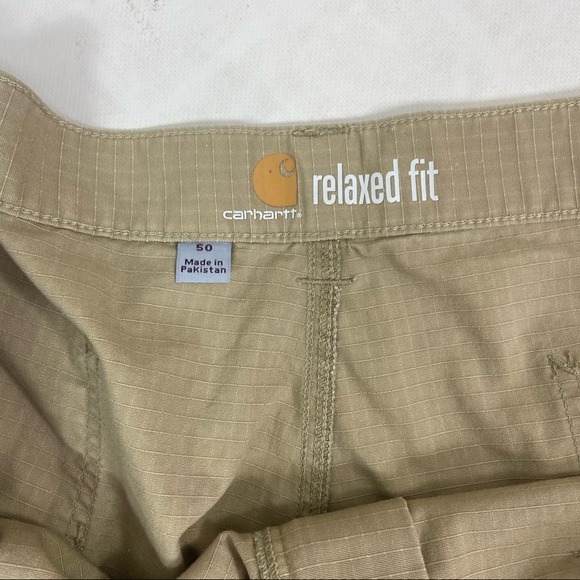 carhartt®
relaxed fit
50
Made in
Pakistan